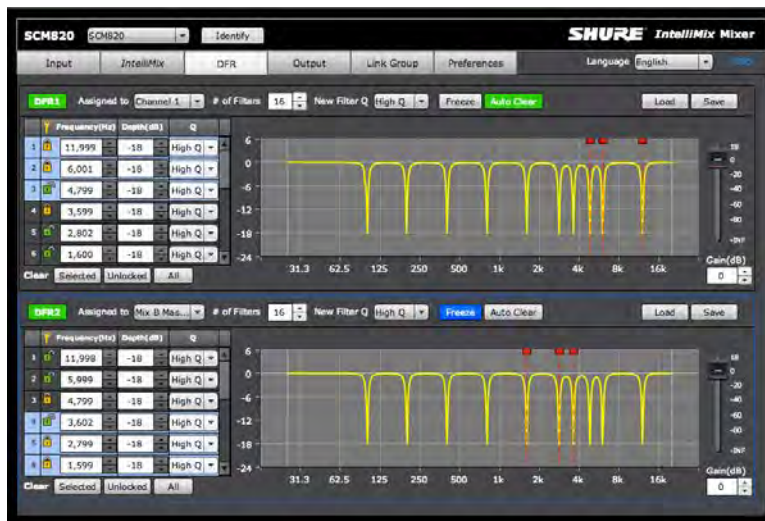 SCM820 SCM820 Identify SHURE IntelliMix Mixer
Input IntelliMix DFR Output Link Group Preferences Language English
DFR1 Assigned to Channel 1 # of Filters 16 New Filter Q High Q Freeze Auto Clear Load Save
Frequency(Hz) Depth(dB) Q
1 11,999 -18 High Q
2 6,001 -18 High Q
3 4,799 -18 High Q
4 3,599 -18 High Q
5 2,802 -18 High Q
6 1,600 -18 High Q
Clear Selected Unlocked All
6
0
-6
-12
-18
-24
31.3 62.5 125 250 500 1k 2k 4k 8k 16k
18
0
-20
-40
-60
-80
-INF
Gain(dB)
0
DFR2 Assigned to Mix B Mas... # of Filters 16 New Filter Q High Q Freeze Auto Clear Load Save
Frequency(Hz) Depth(dB) Q
1 11,998 -18 High Q
2 5,999 -18 High Q
3 4,799 -18 High Q
4 3,602 -18 High Q
5 2,799 -18 High Q
6 1,599 -18 High Q
Clear Selected Unlocked All
6
0
-6
-12
-18
-24
31.3 62.5 125 250 500 1k 2k 4k 8k 16k
18
0
-20
-40
-60
-80
-INF
Gain(dB)
0